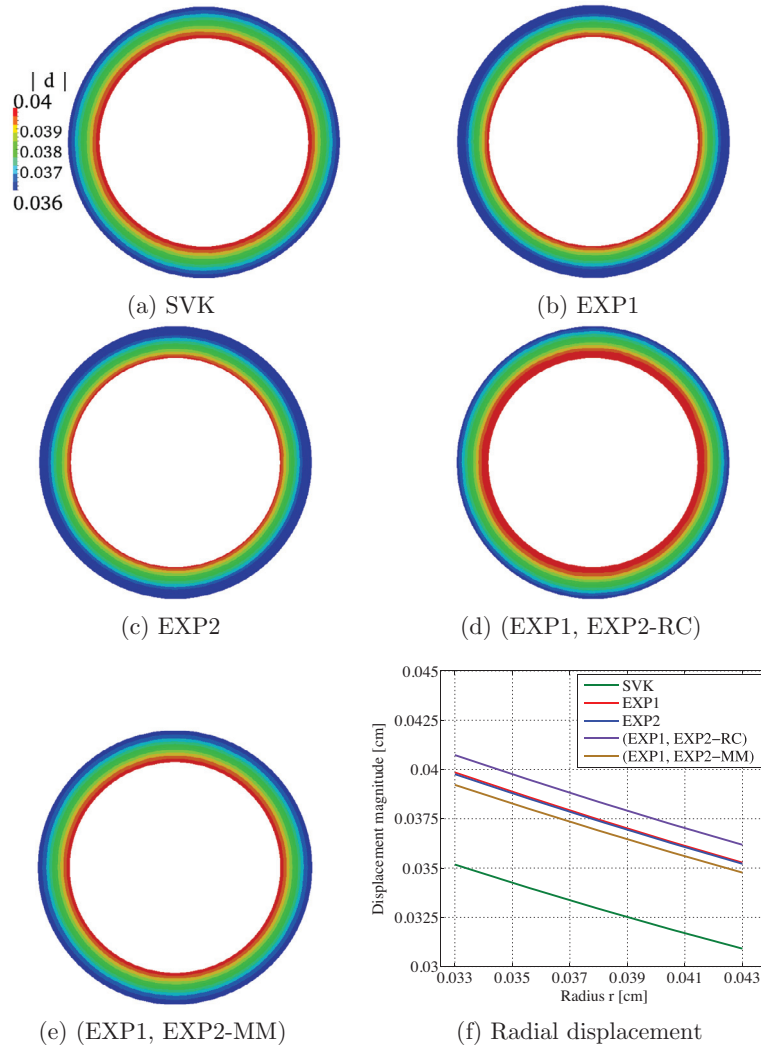 | d |
0.04
0.039
0.038
0.037
0.036
(a) SVK
(b) EXP1
(c) EXP2
(d) (EXP1, EXP2-RC)
(e) (EXP1, EXP2-MM)
0.045
0.0425
0.04
0.0375
0.035
0.0325
0.03
Displacement magnitude [cm]
SVK
EXP1
EXP2
(EXP1, EXP2−RC)
(EXP1, EXP2−MM)
0.033 0.035 0.037 0.039 0.041 0.043
Radius r [cm]
(f) Radial displacement